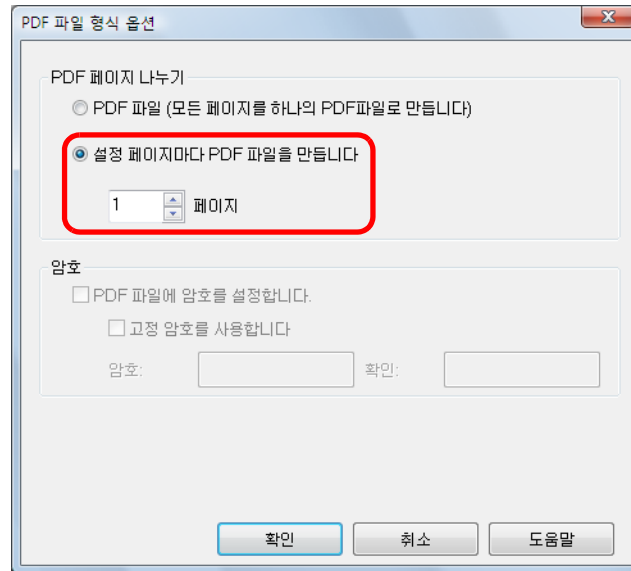 PDF 파일 형식 옵션
PDF 페이지 나누기
PDF 파일 (모든 페이지를 하나의 PDF파일로 만듭니다)
설정 페이지마다 PDF 파일을 만듭니다
1 페이지
암호
PDF 파일에 암호를 설정합니다.
고정 암호를 사용합니다
암호: 확인:
확인 취소 도움말